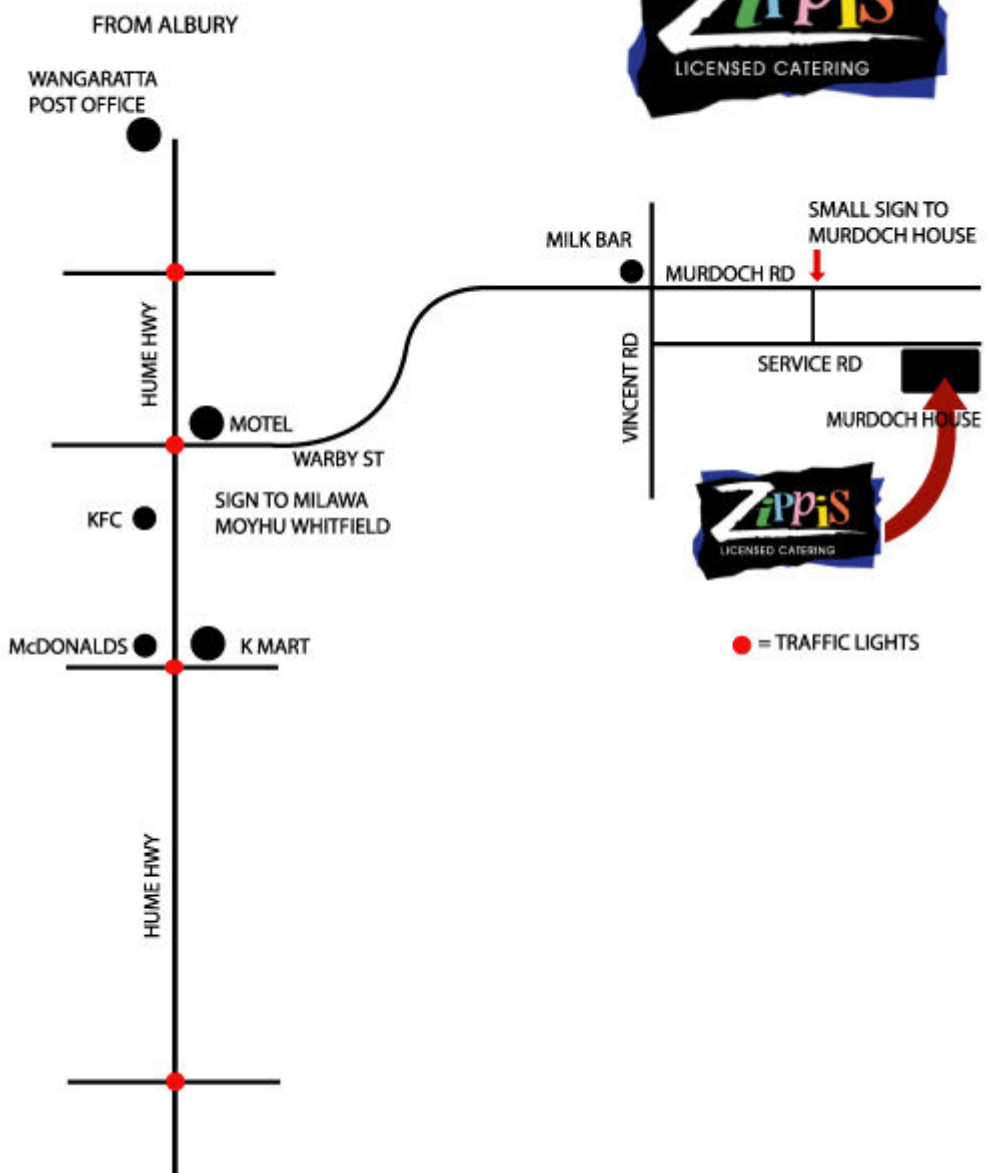 FROM ALBURY
ZiPPiS
LICENSED CATERING
WANGARATTA
POST OFFICE
SMALL SIGN TO
MURDOCH HOUSE
MILK BAR
MURDOCH RD
HUME HWY
VINCENT RD
SERVICE RD
MOTEL
MURDOCH HOUSE
WARBY ST
SIGN TO MILAWA
MOYHU WHITFIELD
KFC
ZiPPiS
LICENSED CATERING
McDONALDS
K MART
= TRAFFIC LIGHTS
HUME HWY